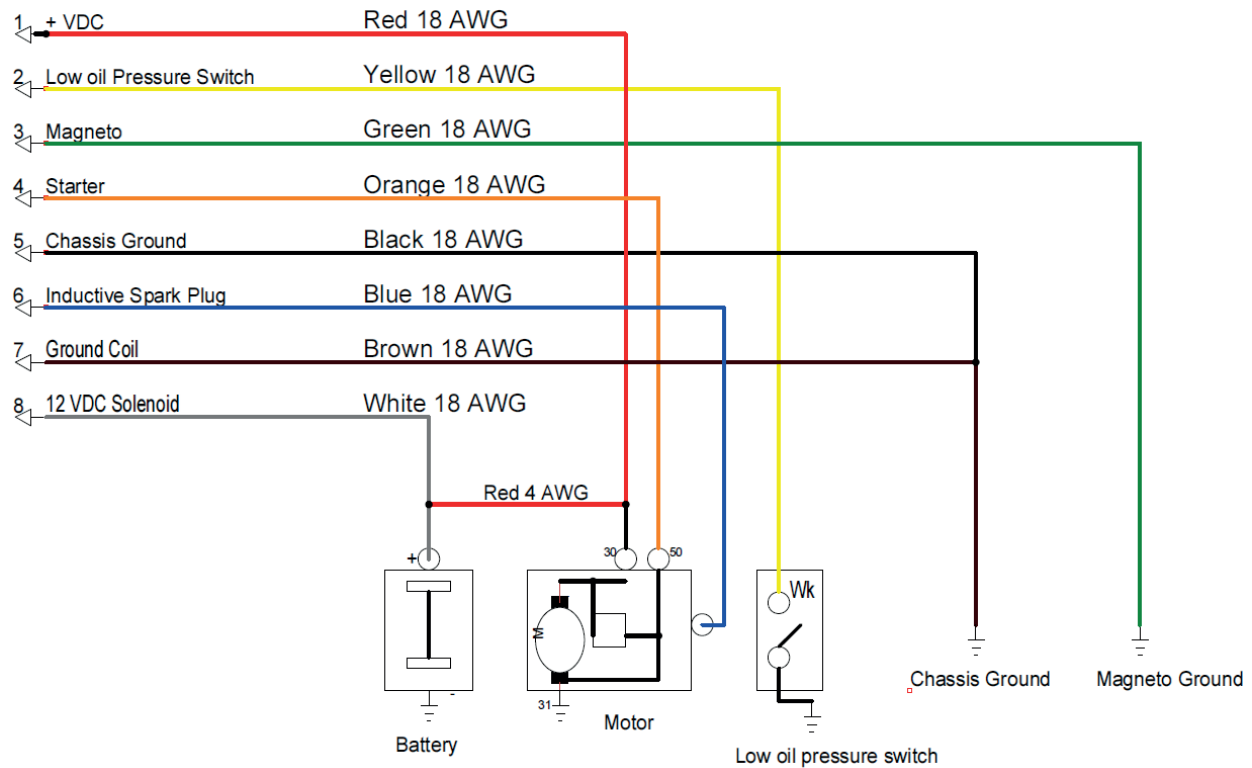 1 + VDC Red 18 AWG
2 Low oil Pressure Switch Yellow 18 AWG
3 Magneto Green 18 AWG
4 Starter Orange 18 AWG
5 Chassis Ground Black 18 AWG
6 Inductive Spark Plug Blue 18 AWG
7 Ground Coil Brown 18 AWG
8 12 VDC Solenoid White 18 AWG
Red 4 AWG
+ 30 50
Wk
M
- 31
Chassis Ground Magneto Ground
Motor
Battery
Low oil pressure switch